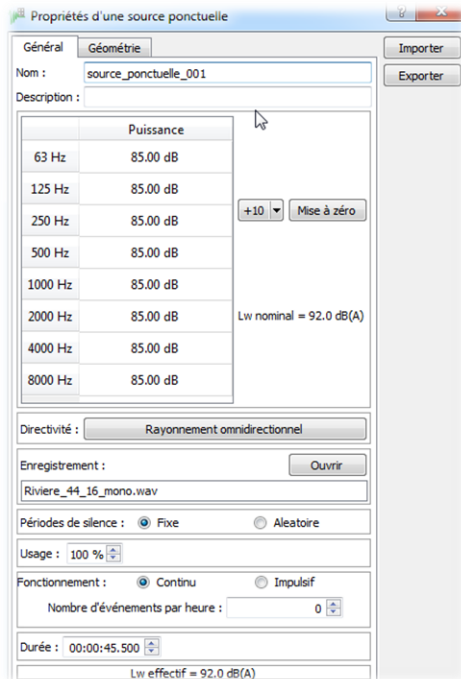 Propriétés d'une source ponctuelle
Général Géométrie
Importer
Nom : source_ponctuelle_001
Exporter
Description :
Puissance
63 Hz 85.00 dB
125 Hz 85.00 dB
250 Hz 85.00 dB
+10 Mise à zéro
500 Hz 85.00 dB
1000 Hz 85.00 dB
2000 Hz 85.00 dB
Lw nominal = 92.0 dB(A)
4000 Hz 85.00 dB
8000 Hz 85.00 dB
Directivité : Rayonnement omnidirectionnel
Enregistrement : Ouvrir
Riviere_44_16_mono.wav
Périodes de silence : Fixe Aleatoire
Usage : 100 %
Fonctionnement : Continu Impulsif
Nombre d'événements par heure : 0
Durée : 00:00:45.500
Lw effectif = 92.0 dB(A)